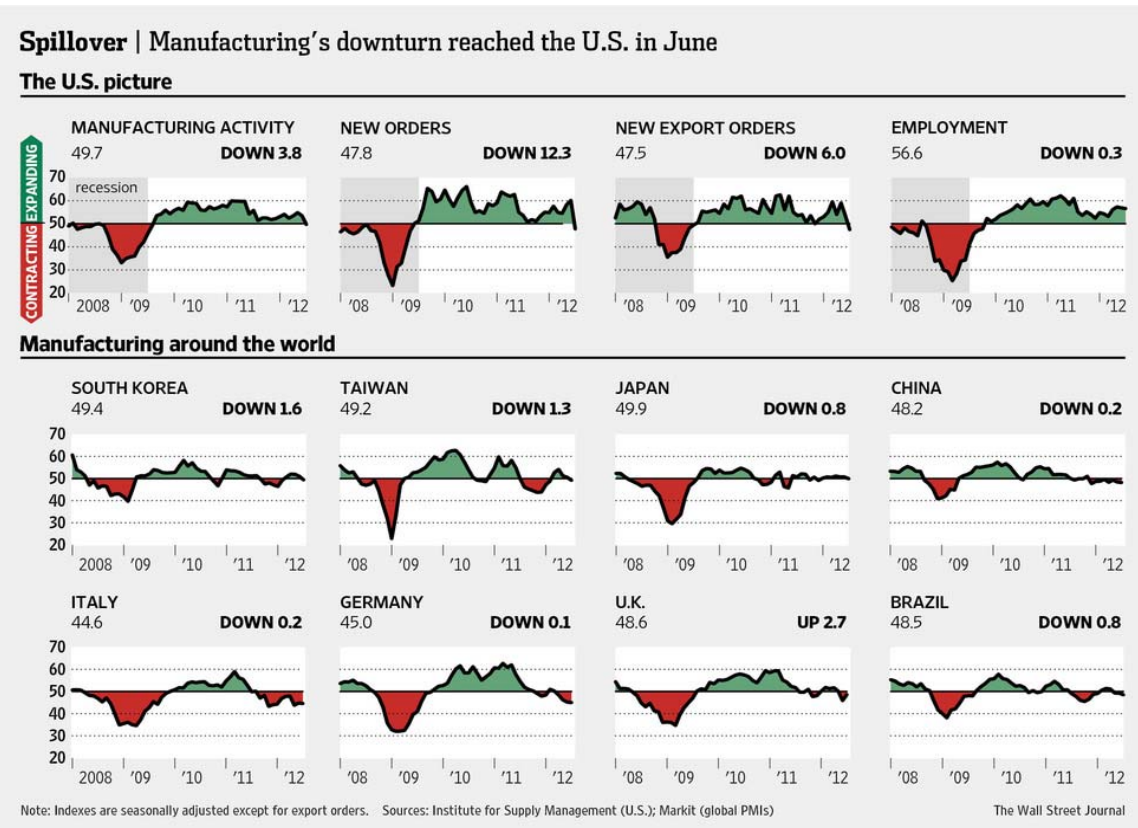 Spillover | Manufacturing's downturn reached the U.S. in June
The U.S. picture
EXPANDING
CONTRACTING
MANUFACTURING ACTIVITY
49.7 DOWN 3.8
70
60
50
40
30
20
recession
2008 '09 '10 '11 '12
NEW ORDERS
47.8 DOWN 12.3
'08 '09 '10 '11 '12
NEW EXPORT ORDERS
47.5 DOWN 6.0
'08 '09 '10 '11 '12
EMPLOYMENT
56.6 DOWN 0.3
'08 '09 '10 '11 '12
Manufacturing around the world
SOUTH KOREA
49.4 DOWN 1.6
70
60
50
40
30
20
2008 '09 '10 '11 '12
TAIWAN
49.2 DOWN 1.3
'08 '09 '10 '11 '12
JAPAN
49.9 DOWN 0.8
'08 '09 '10 '11 '12
CHINA
48.2 DOWN 0.2
'08 '09 '10 '11 '12
ITALY
44.6 DOWN 0.2
70
60
50
40
30
20
2008 '09 '10 '11 '12
GERMANY
45.0 DOWN 0.1
'08 '09 '10 '11 '12
U.K.
48.6 UP 2.7
'08 '09 '10 '11 '12
BRAZIL
48.5 DOWN 0.8
'08 '09 '10 '11 '12
Note: Indexes are seasonally adjusted except for export orders. Sources: Institute for Supply Management (U.S.); Markit (global PMIs) The Wall Street Journal